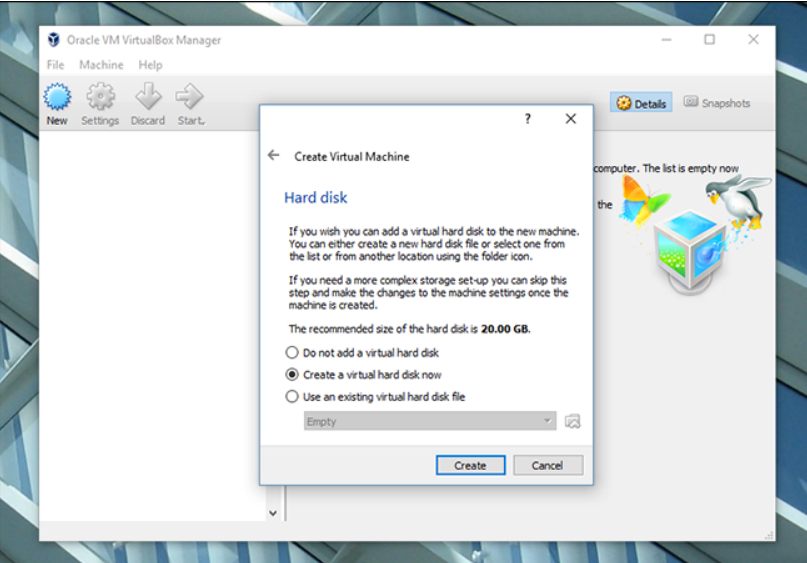 Oracle VM VirtualBox Manager
File Machine Help
New Settings Discard Start
Details Snapshots
? 
Create Virtual Machine
computer. The list is empty now
Hard disk
the
If you wish you can add a virtual hard disk to the new machine.
You can either create a new hard disk file or select one from
the list or from another location using the folder icon.
If you need a more complex storage set-up you can skip this
step and make the changes to the machine settings once the
machine is created.
The recommended size of the hard disk is 20.00 GB.
Do not add a virtual hard disk
Create a virtual hard disk now
Use an existing virtual hard disk file
Empty
Create Cancel